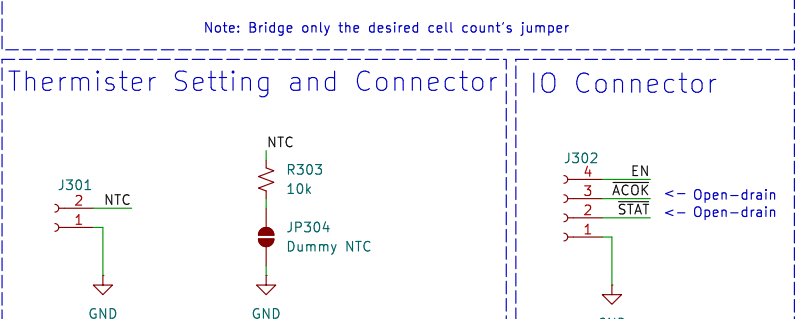 Note: Bridge only the desired cell count's jumper
Thermister Setting and Connector
IO Connector
NTC
J301
2 NTC
1
R303
10k
JP304
Dummy NTC
GND
GND
J302
4 EN
3 ACOK <- Open-drain
2 STAT <- Open-drain
1